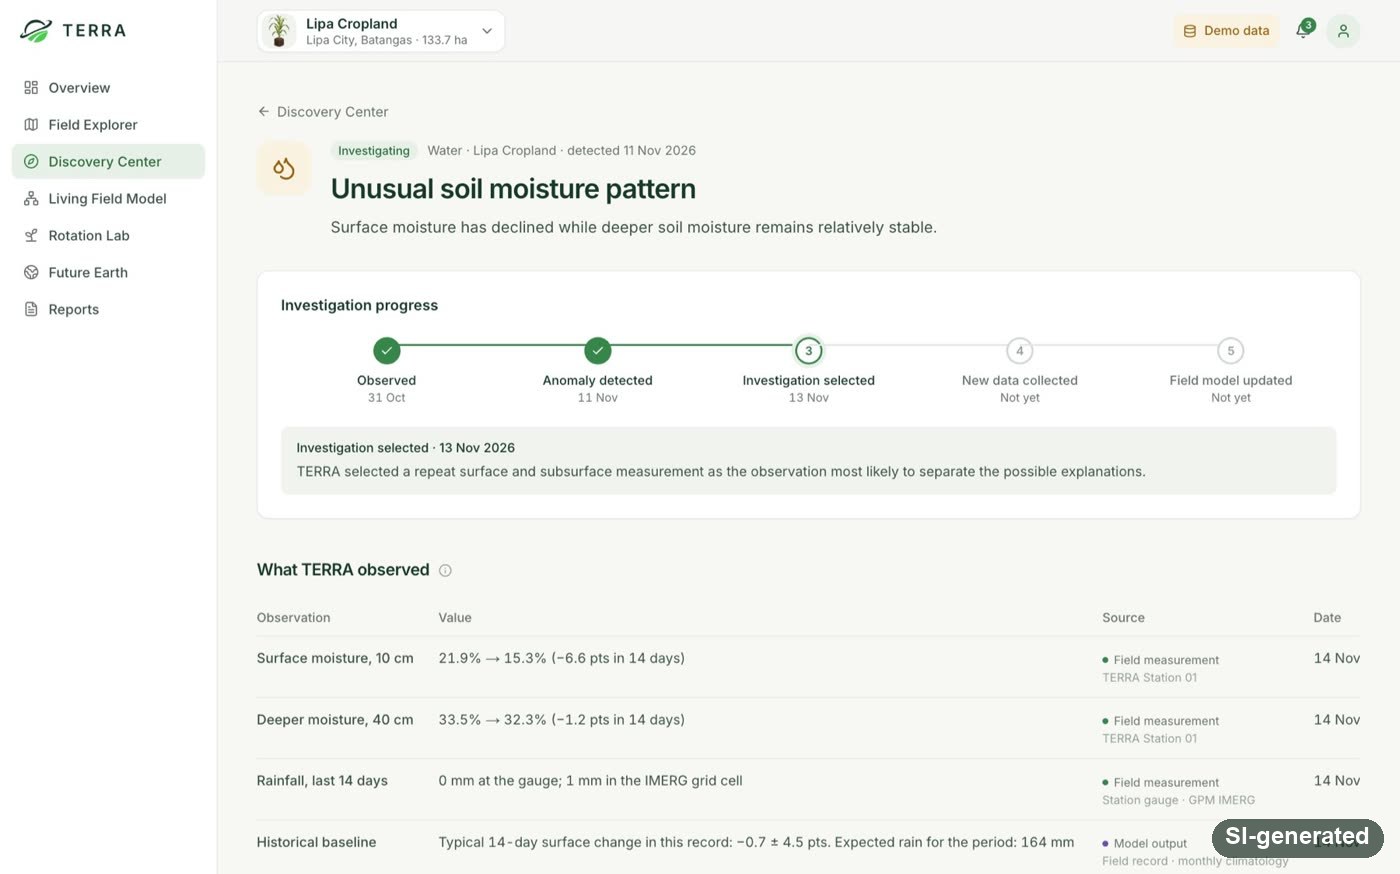 TERRA
Lipa Cropland
Lipa City, Batangas · 133.7 ha
Demo data
3
Overview
Field Explorer
Discovery Center
Living Field Model
Rotation Lab
Future Earth
Reports
Discovery Center
Investigating
Water · Lipa Cropland · detected 11 Nov 2026
Unusual soil moisture pattern
Surface moisture has declined while deeper soil moisture remains relatively stable.
Investigation progress
3
4
5
Observed
Anomaly detected
Investigation selected
New data collected
Field model updated
31 Oct
11 Nov
13 Nov
Not yet
Not yet
Investigation selected · 13 Nov 2026
TERRA selected a repeat surface and subsurface measurement as the observation most likely to separate the possible explanations.
What TERRA observed
Observation Value Source Date
Surface moisture, 10 cm 21.9% → 15.3% (−6.6 pts in 14 days) Field measurement 14 Nov
TERRA Station 01
Deeper moisture, 40 cm 33.5% → 32.3% (−1.2 pts in 14 days) Field measurement 14 Nov
TERRA Station 01
Rainfall, last 14 days 0 mm at the gauge; 1 mm in the IMERG grid cell Field measurement 14 Nov
Station gauge · GPM IMERG
Historical baseline Typical 14-day surface change in this record: −0.7 ± 4.5 pts. Expected rain for the period: 164 mm Model output
Field record · monthly climatology
SI-generated